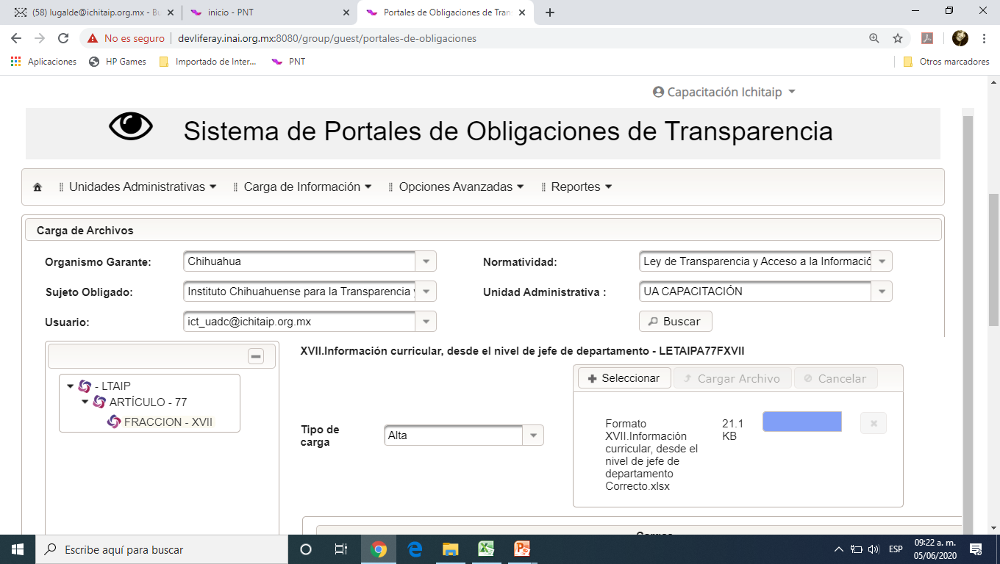 (58) lugalde@ichitaip.org.mx - Bu
inicio - PNT
Portales de Obligaciones de Tran
No es seguro
devliferay.inai.org.mx:8080/group/guest/portales-de-obligaciones
Aplicaciones
HP Games
Importado de Inter...
PNT
Otros marcadores
Capacitación Ichitaip
Sistema de Portales de Obligaciones de Transparencia
Unidades Administrativas
Carga de Información
Opciones Avanzadas
Reportes
Carga de Archivos
Organismo Garante:
Chihuahua
Normatividad:
Ley de Transparencia y Acceso a la Informació
Sujeto Obligado:
Instituto Chihuahuense para la Transparencia y
Unidad Administrativa :
UA CAPACITACIÓN
Usuario:
ict_uadc@ichitaip.org.mx
Buscar
- LTAIP
ARTÍCULO - 77
FRACCION - XVII
XVII.Información curricular, desde el nivel de jefe de departamento - LETAIPA77FXVII
Seleccionar
Cargar Archivo
Cancelar
Tipo de
carga
Alta
Formato
XVII.Información
curricular, desde el
nivel de jefe de
departamento
Correcto.xlsx
21.1
KB
Escribe aquí para buscar
ESP
09:22 a. m.
05/06/2020